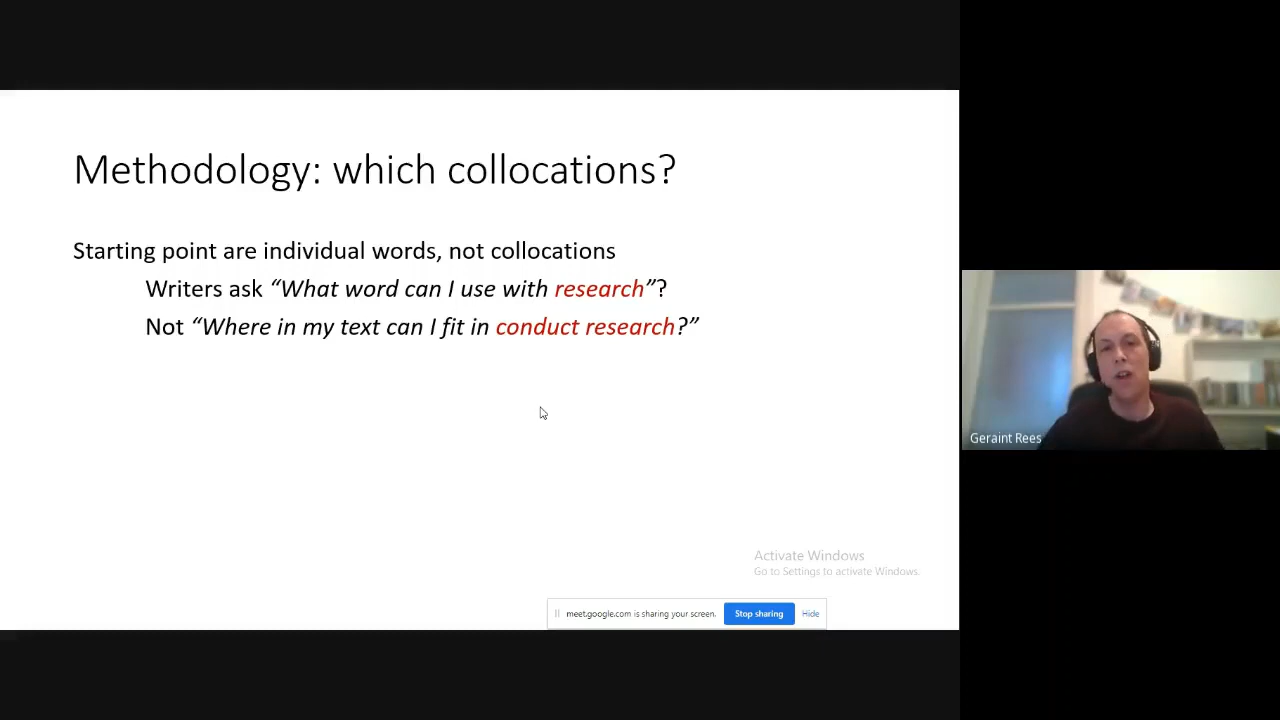 Methodology: which collocations?
Starting point are individual words, not collocations
Writers ask “What word can I use with research”?
Not “Where in my text can I fit in conduct research?”
Geraint Rees
Activate Windows
Go to Settings to activate Windows.
meet.google.com is sharing your screen. Stop sharing Hide